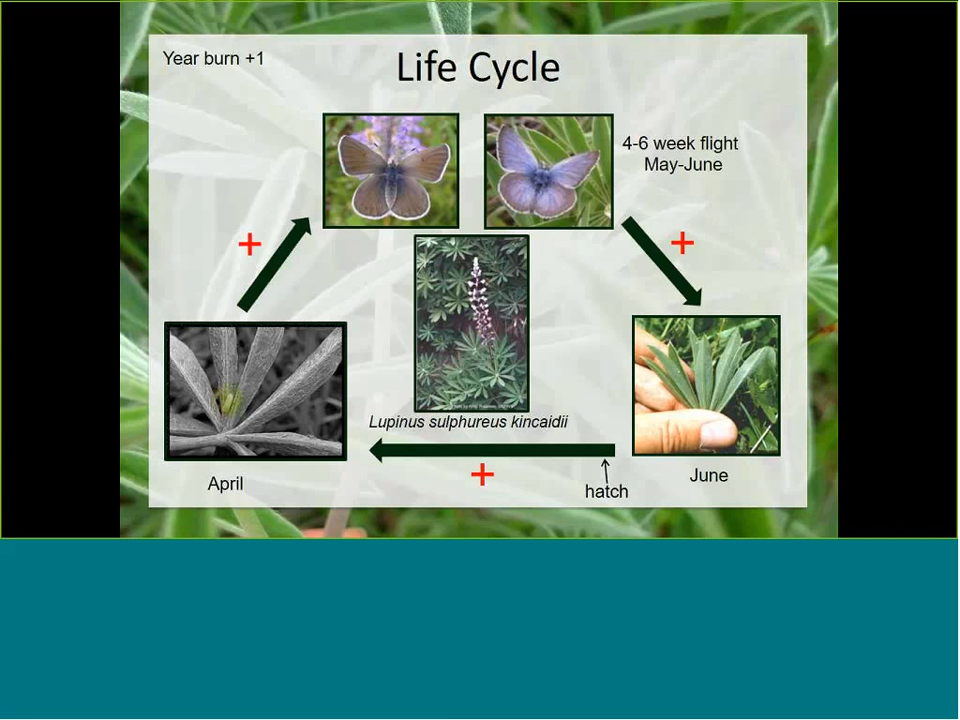 Year burn +1
Life Cycle
4-6 week flight
May-June
+
+
Lupinus sulphureus kincaidii
+
hatch
April
June